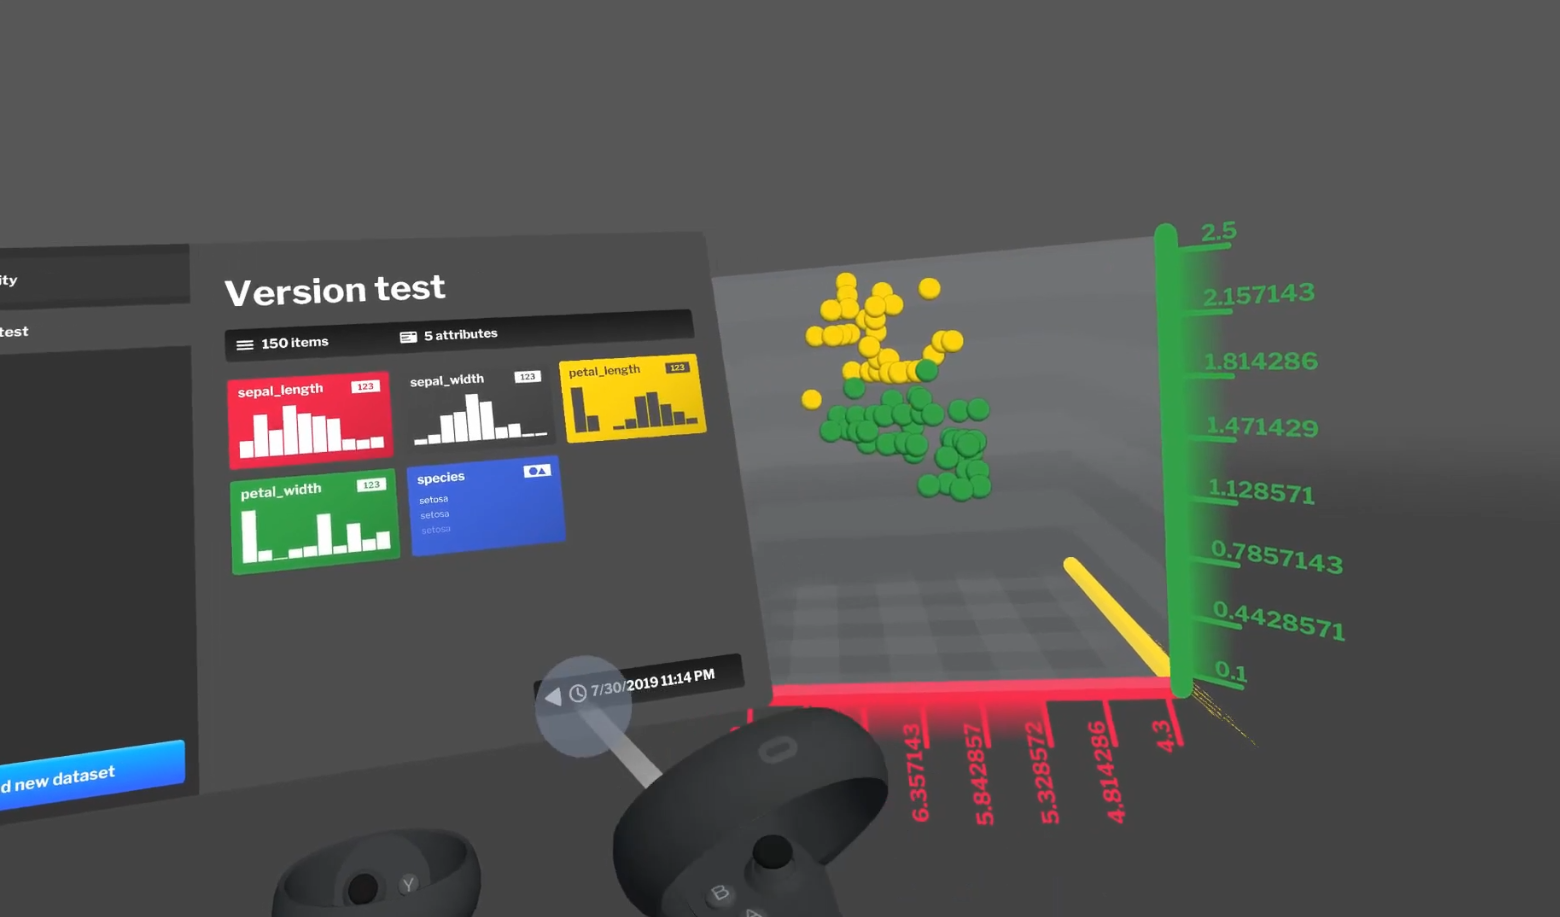 ity
test
d new dataset
Version test
150 items
5 attributes
sepal_length
123
sepal_width
123
petal_length
123
petal_width
123
species
setosa
setosa
setosa
7/30/2019 11:14 PM
2.5
2.157143
1.814286
1.471429
1.128571
0.7857143
0.4428571
0.1
6.357143
5.842857
5.328572
4.814286
4.3
Y
B
A